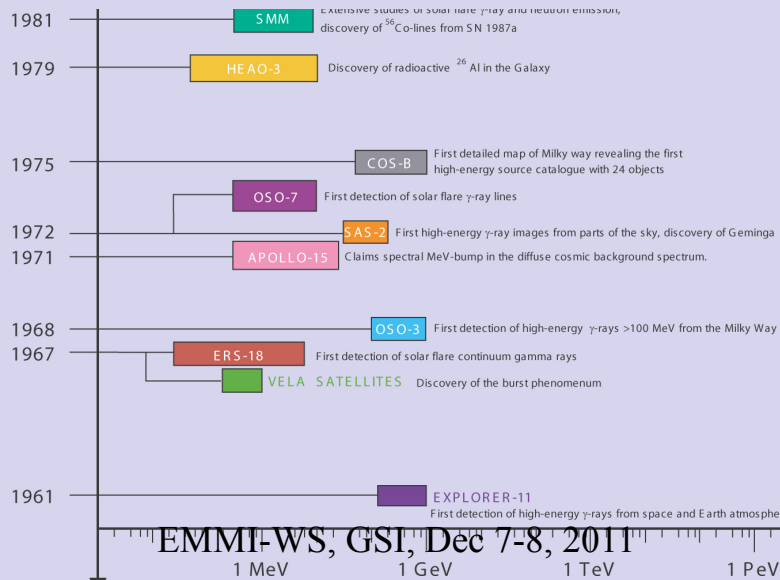 1981 SMM Extensive studies of solar flare γ-ray and neutron emission,
discovery of 56Co-lines from SN 1987a
1979 HEAO-3 Discovery of radioactive 26 Al in the Galaxy
1975 COS-B First detailed map of Milky way revealing the first
high-energy source catalogue with 24 objects
OSO-7 First detection of solar flare γ-ray lines
1972 SAS-2 First high-energy γ-ray images from parts of the sky, discovery of Geminga
1971 APOLLO-15 Claims spectral MeV-bump in the diffuse cosmic background spectrum.
1968 OSO-3 First detection of high-energy γ-rays >100 MeV from the Milky Way
1967 ERS-18 First detection of solar flare continuum gamma rays
VELA SATELLITES Discovery of the burst phenomenum
1961 EXPLORER-11
First detection of high-energy γ-rays from space and Earth atmosphe
EMMI-WS, GSI, Dec 7-8, 2011
1 MeV 1 GeV 1 TeV 1 PeV